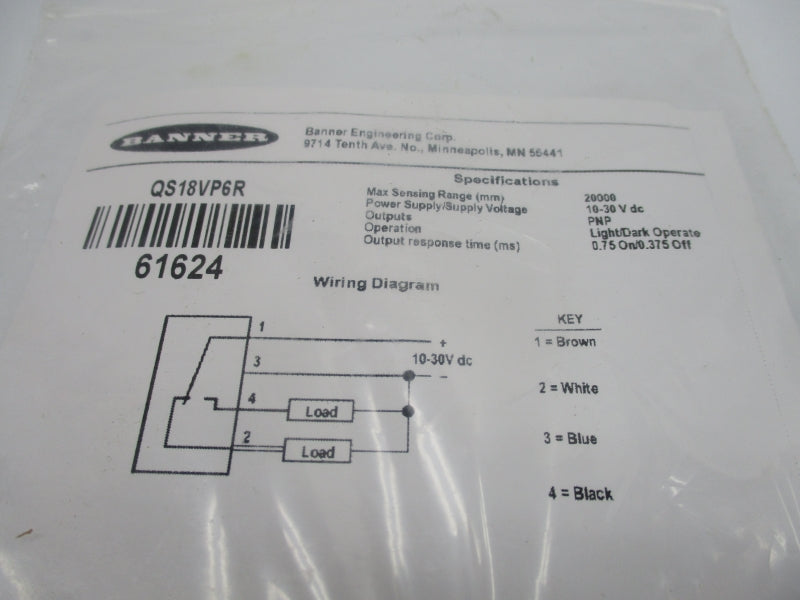 BANNER
Banner Engineering Corp.
9714 Tenth Ave. No., Minneapolis, MN 55441
QS18VP6R
61624
Specifications
Max Sensing Range (mm) 20000
Power Supply/Supply Voltage 10-30 V dc
Outputs PNP
Operation Light/Dark Operate
Output response time (ms) 0.75 On/0.375 Off
Wiring Diagram
1
+
3
10-30V dc
−
4
Load
2
Load
KEY
1 = Brown
2 = White
3 = Blue
4 = Black